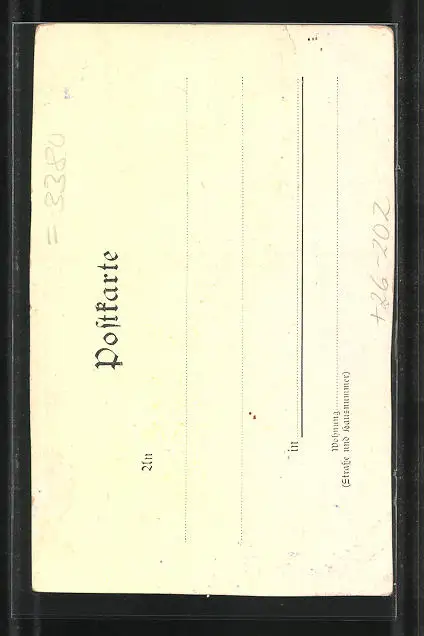 = 3380
Postkarte
An
in
Wohnung
(Straße und Hausnummer)
+26-202